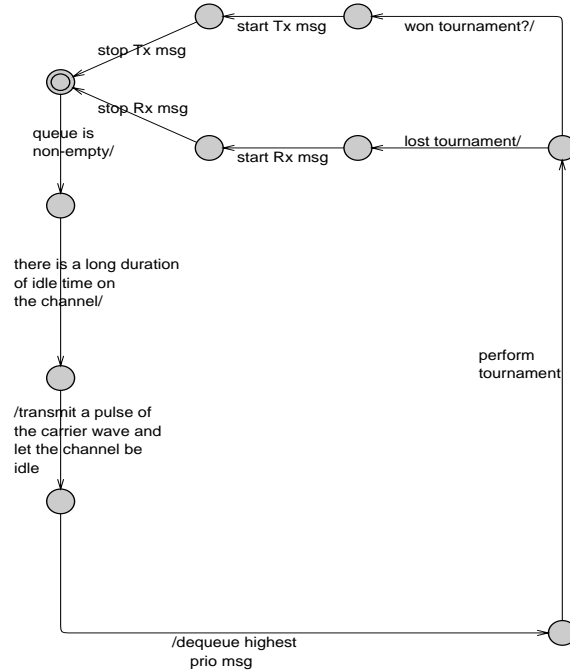 start Tx msg
won tournament?/
stop Tx msg
stop Rx msg
start Rx msg
lost tournament/
queue is
non-empty/
there is a long duration
of idle time on
the channel/
perform
tournament
/transmit a pulse of
the carrier wave and
let the channel be
idle
/dequeue highest
prio msg